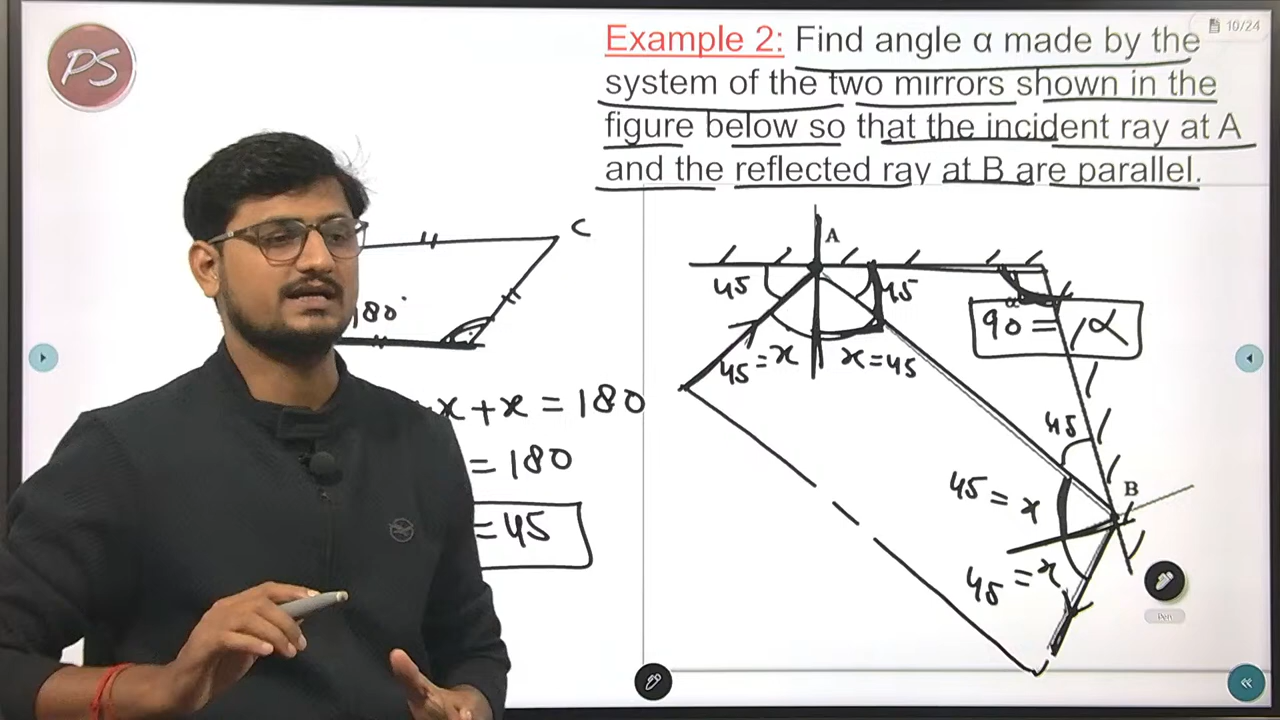 PS
10/24
Example 2: Find angle α made by the
system of the two mirrors shown in the
figure below so that the incident ray at A
and the reflected ray at B are parallel.
C
180°
x + x = 180
= 180
= 45
A
45
45
45 = x
x = 45
α
90 = α
45
45 = x
B
45 = x
Pen